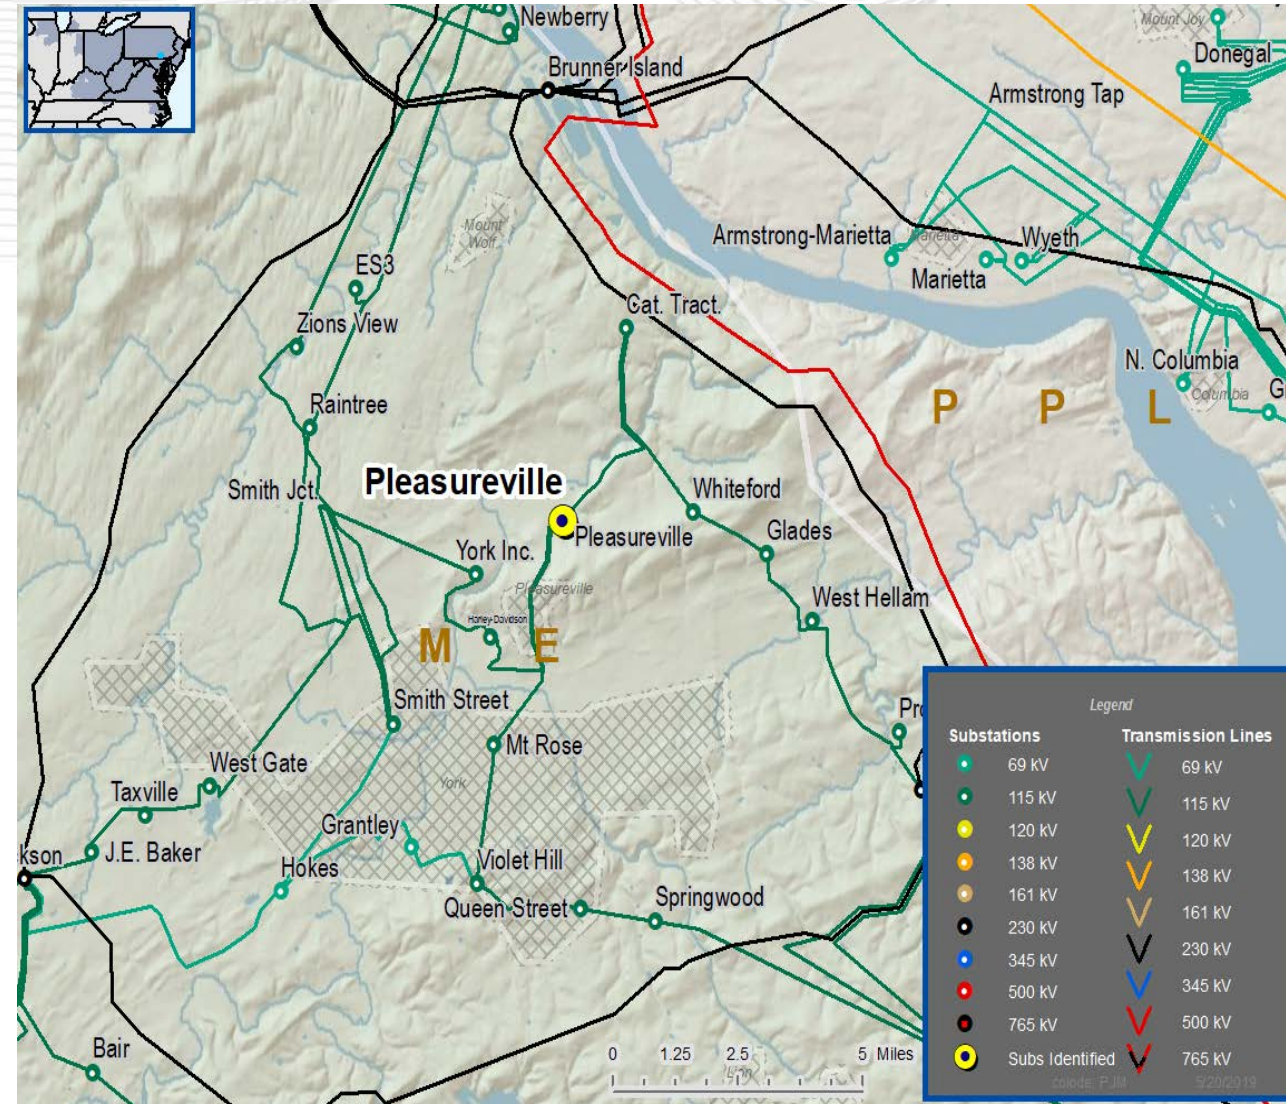 Newberry
Mount Joy
Donegal
Brunner Island
Armstrong Tap
Mount
Wolf
Armstrong-Marietta
Wyeth
Marietta
ES3
Cat. Tract.
Zions View
N. Columbia
Columbia
Raintree
P P L
Smith Jct.
Pleasureville
Whiteford
Pleasureville
Glades
York Inc.
Pleasureville
West Hellam
Harley-Davidson
M E
Smith Street
Mt Rose
West Gate
Taxville
York
Grantley
kson
J.E. Baker
Hokes
Violet Hill
Queen Street
Springwood
Bair
0 1.25 2.5 5 Miles
Legend
Substations Transmission Lines
69 kV 69 kV
115 kV 115 kV
120 kV 120 kV
138 kV 138 kV
161 kV 161 kV
230 kV 230 kV
345 kV 345 kV
500 kV 500 kV
765 kV 765 kV
Subs Identified
PJM 5/20/2019